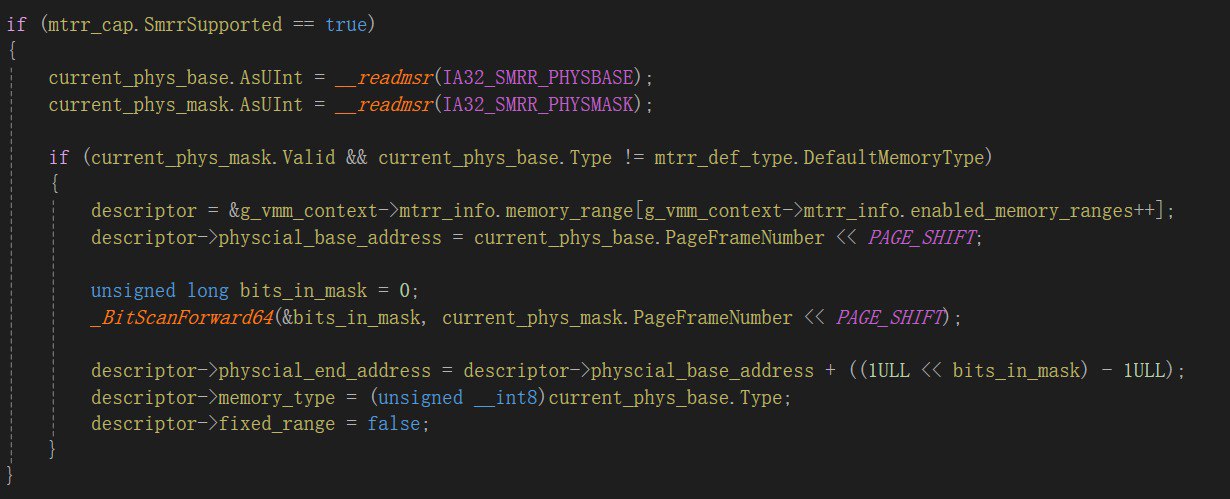 if (mtrr_cap.SmrrSupported == true)
{
current_phys_base.AsUInt = __readmsr(IA32_SMRR_PHYSBASE);
current_phys_mask.AsUInt = __readmsr(IA32_SMRR_PHYSMASK);
if (current_phys_mask.Valid && current_phys_base.Type != mtrr_def_type.DefaultMemoryType)
{
descriptor = &g_vmm_context->mtrr_info.memory_range[g_vmm_context->mtrr_info.enabled_memory_ranges++];
descriptor->physcial_base_address = current_phys_base.PageFrameNumber << PAGE_SHIFT;
unsigned long bits_in_mask = 0;
_BitScanForward64(&bits_in_mask, current_phys_mask.PageFrameNumber << PAGE_SHIFT);
descriptor->physcial_end_address = descriptor->physcial_base_address + ((1ULL << bits_in_mask) - 1ULL);
descriptor->memory_type = (unsigned __int8)current_phys_base.Type;
descriptor->fixed_range = false;
}
}